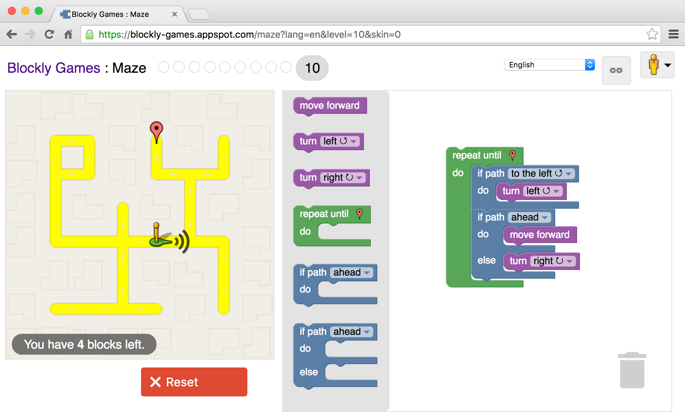 Blockly Games : Maze
https://blockly-games.appspot.com/maze?lang=en&level=10&skin=0
Blockly Games : Maze
10
English
move forward
turn left
turn right
repeat until
do
if path ahead
do
if path ahead
do
else
repeat until
do
if path to the left
do turn left
if path ahead
do move forward
else turn right
You have 4 blocks left.
Reset